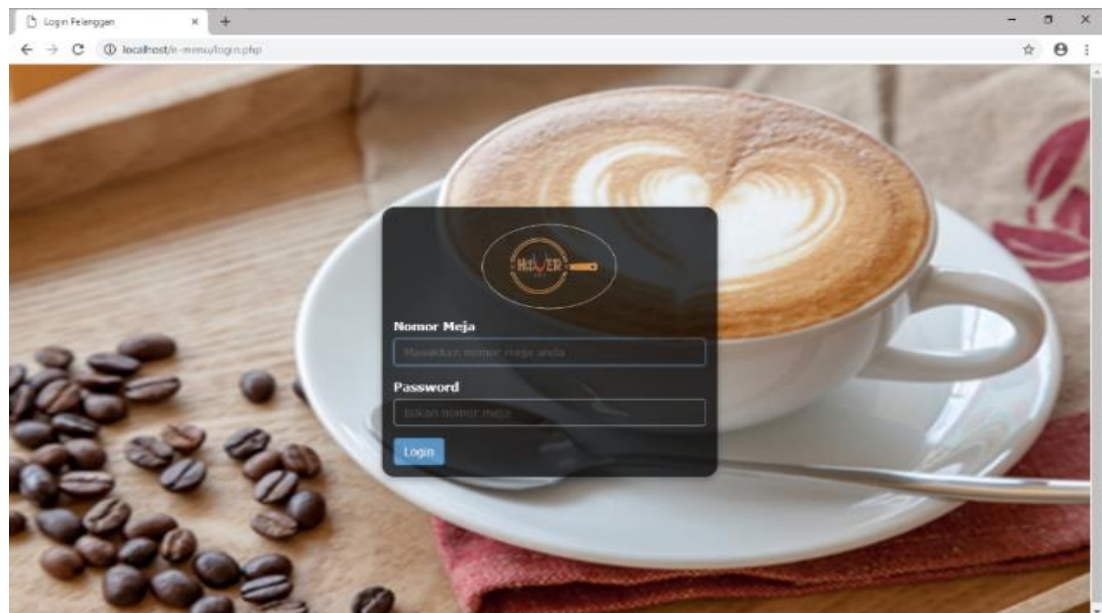 Login Pelanggan
localhost/e-menu/login.php
Nomor Meja
Masukkan nomor meja anda
Password
Isikan nomor meja
Login